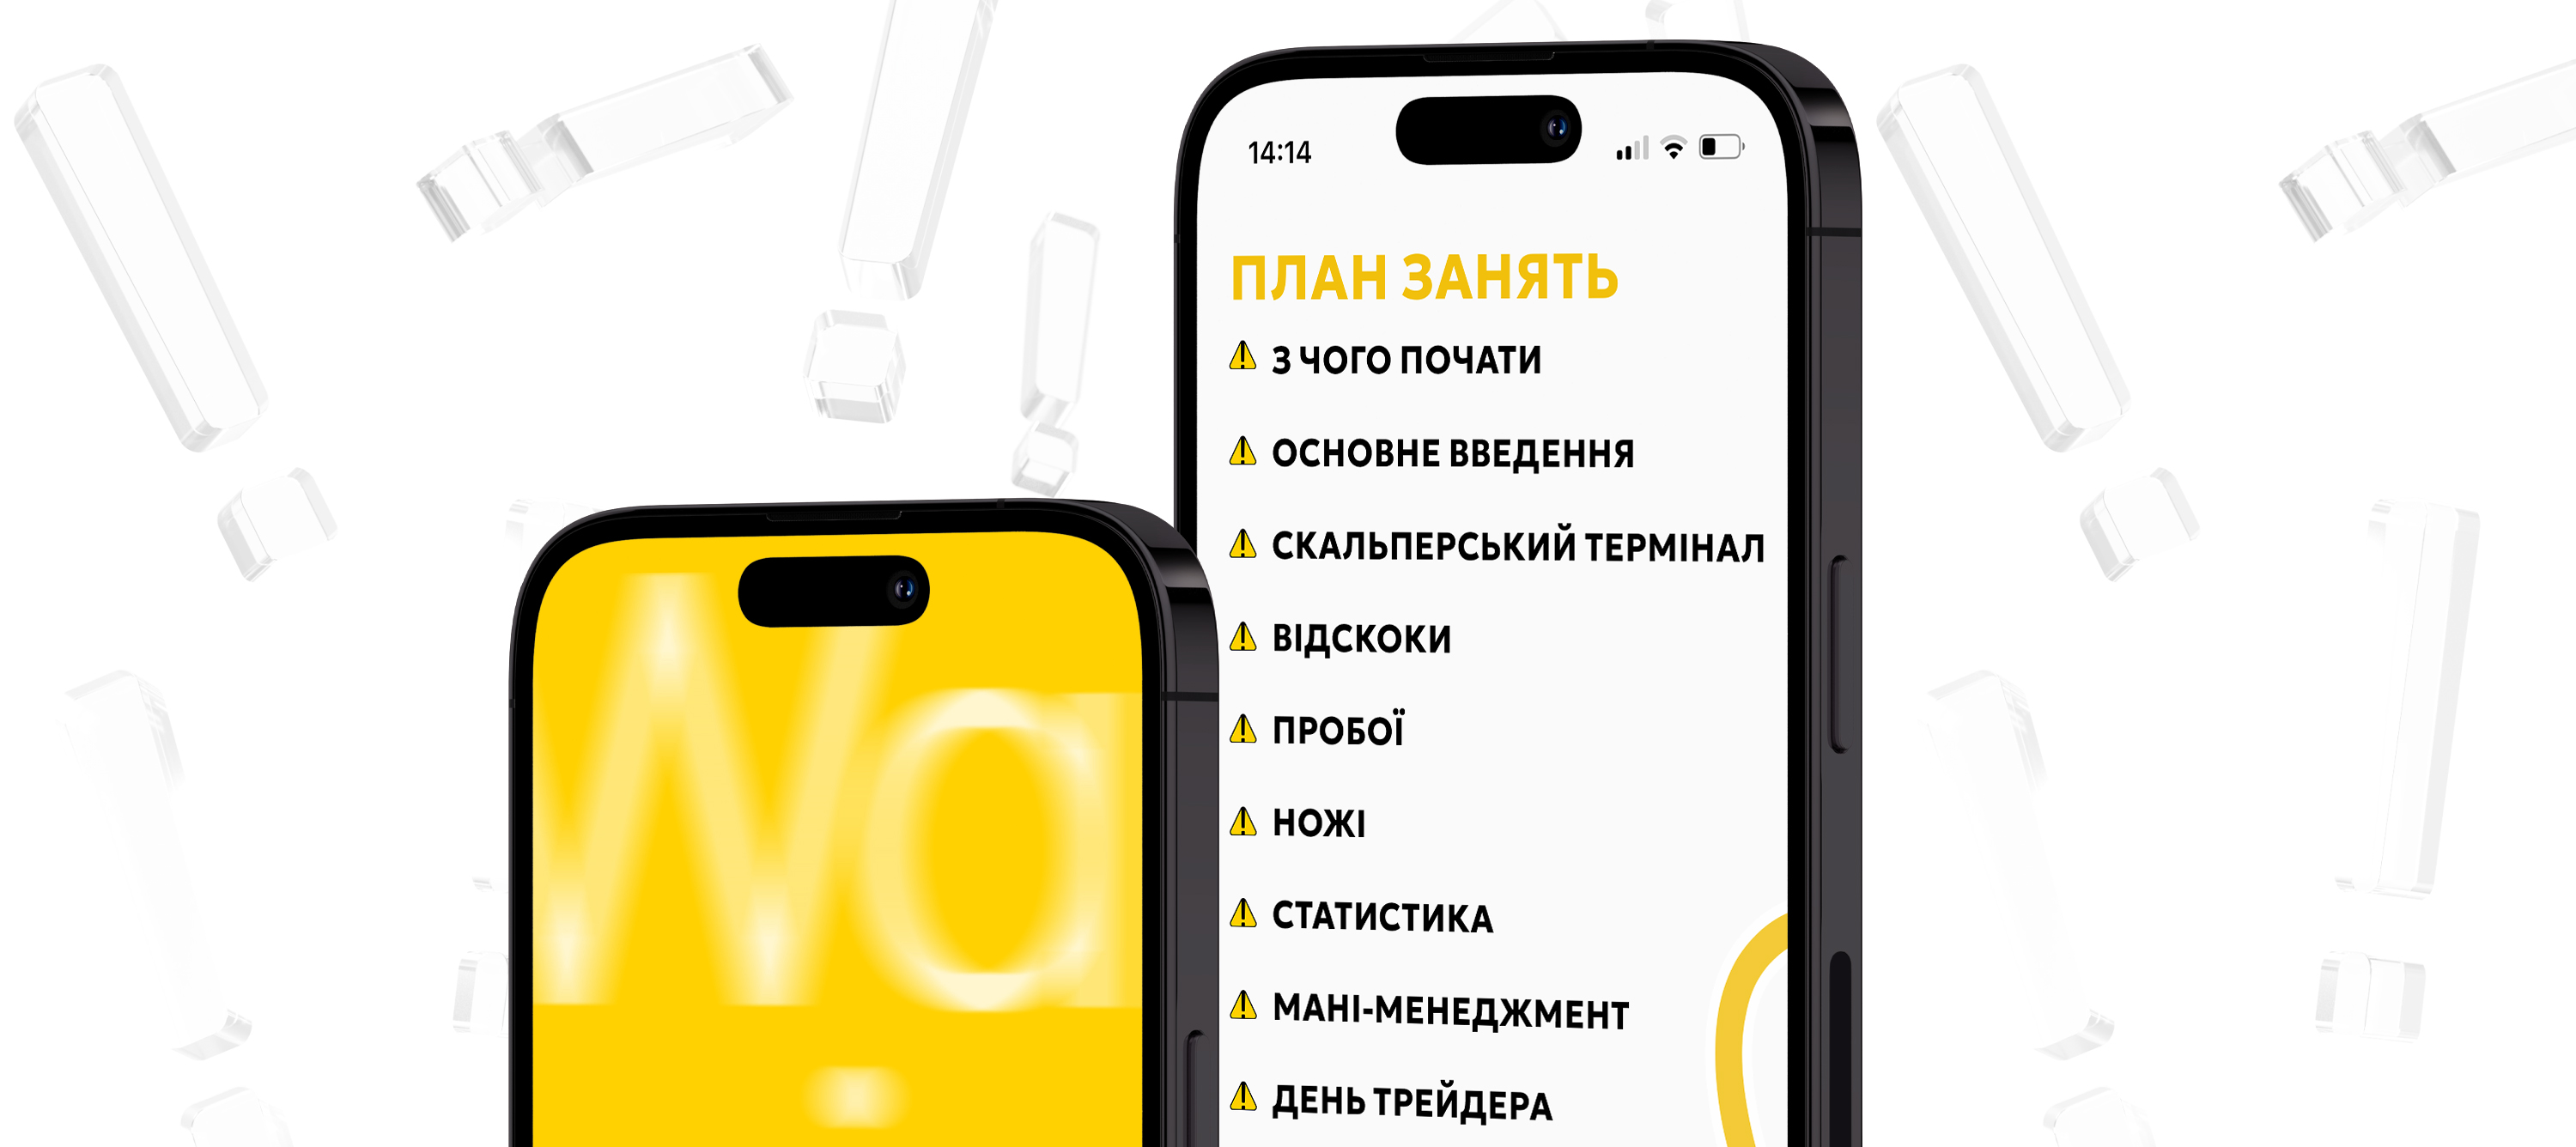 14:14
ПЛАН ЗАНЯТЬ
З ЧОГО ПОЧАТИ
ОСНОВНЕ ВВЕДЕННЯ
СКАЛЬПЕРСЬКИЙ ТЕРМІНАЛ
ВІДСКОКИ
ПРОБОЇ
НОЖІ
СТАТИСТИКА
МАНІ-МЕНЕДЖМЕНТ
ДЕНЬ ТРЕЙДЕРА